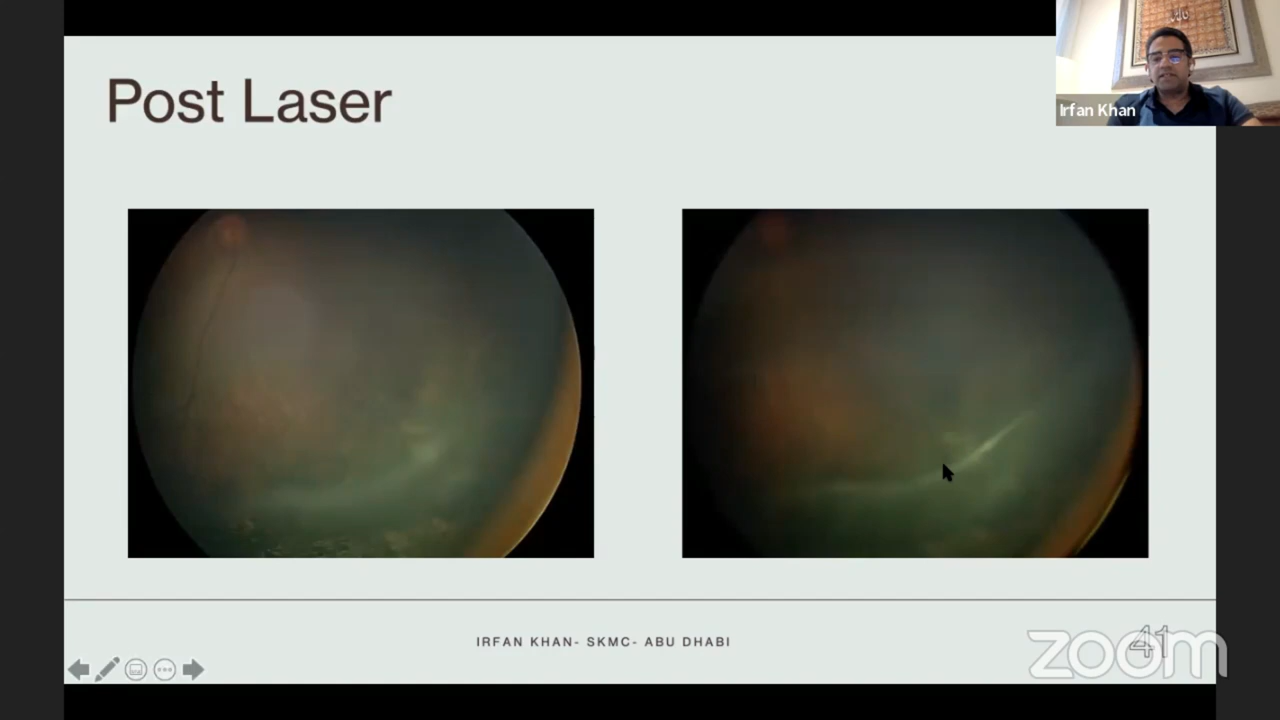 Post Laser
Irfan Khan
IRFAN KHAN- SKMC- ABU DHABI
41
zoom